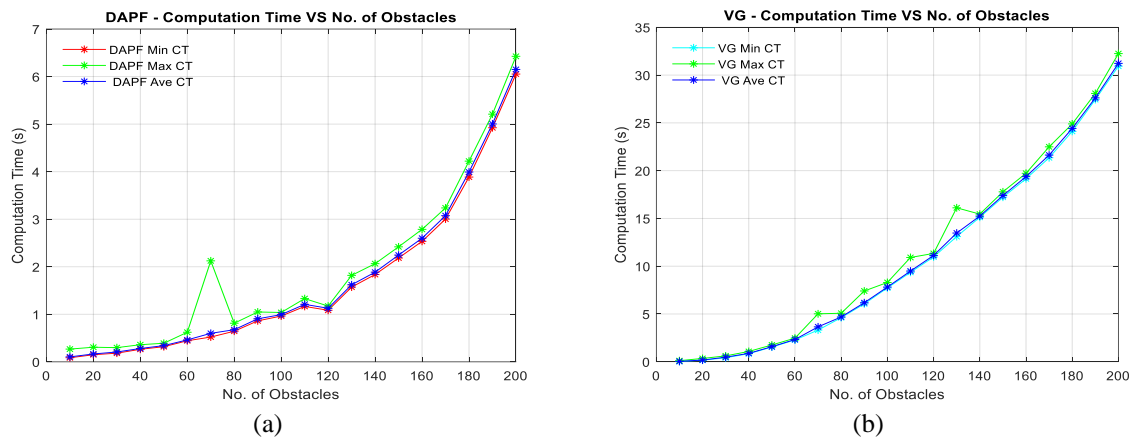 DAPF - Computation Time VS No. of Obstacles
7
6
5
4
3
2
1
0
Computation Time (s)
DAPF Min CT
DAPF Max CT
DAPF Ave CT
0 20 40 60 80 100 120 140 160 180 200
No. of Obstacles
(a)
VG - Computation Time VS No. of Obstacles
35
30
25
20
15
10
5
0
Computation Time (s)
VG Min CT
VG Max CT
VG Ave CT
0 20 40 60 80 100 120 140 160 180 200
No. of Obstacles
(b)